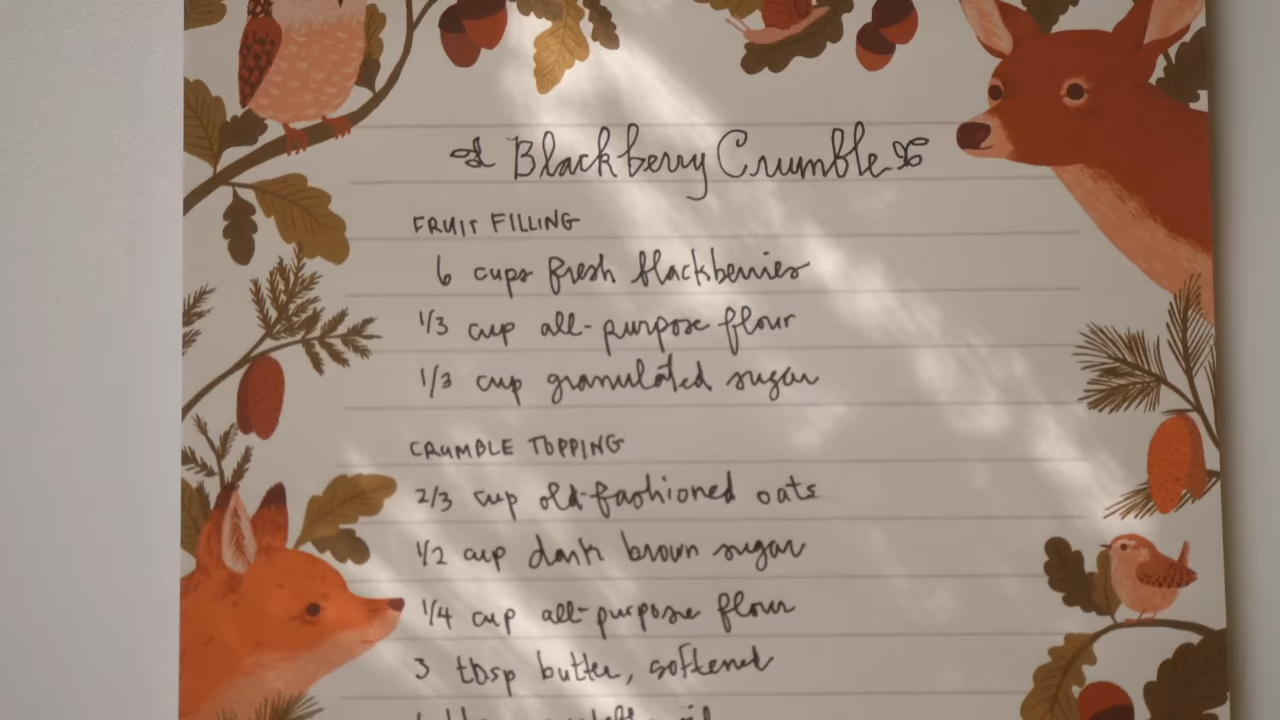 Blackberry Crumble
FRUIT FILLING
6 cups fresh blackberries
1/3 cup all-purpose flour
1/3 cup granulated sugar
CRUMBLE TOPPING
2/3 cup old-fashioned oats
1/2 cup dark brown sugar
1/4 cup all-purpose flour
3 tbsp butter, softened